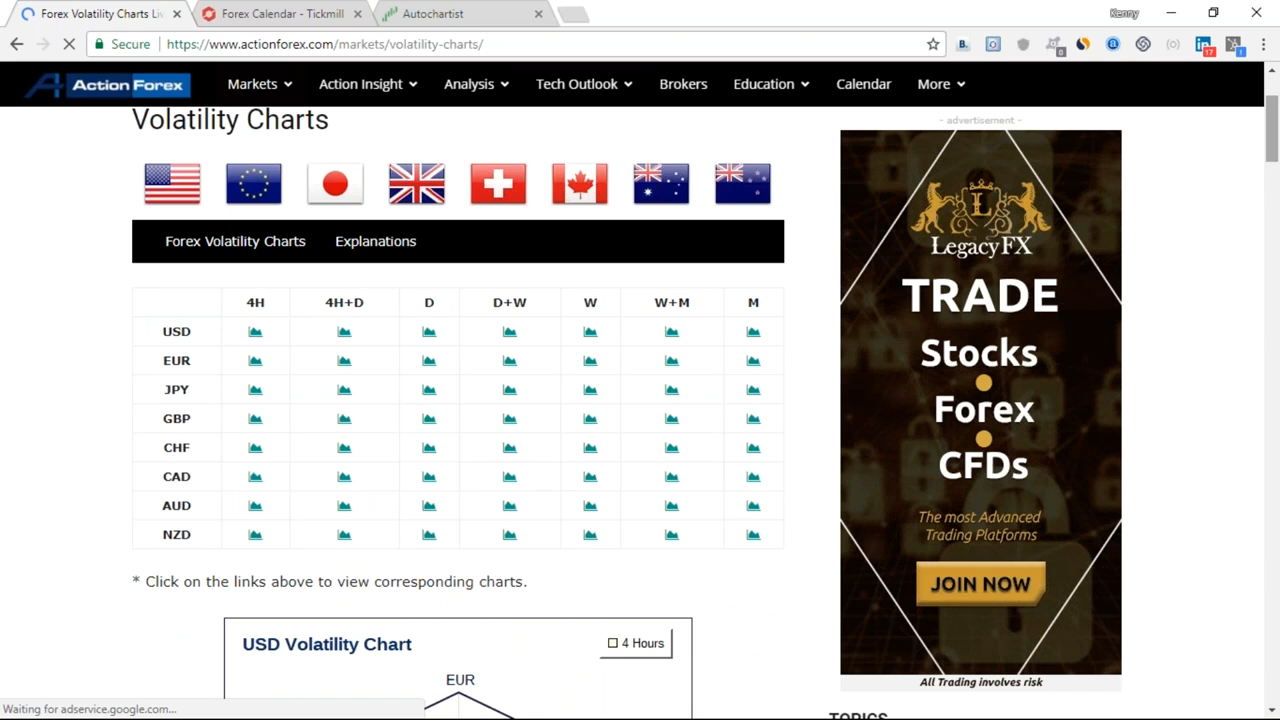 Forex Volatility Charts Liv
Forex Calendar - Tickmill
Autochartist
Kenny
Secure
https://www.actionforex.com/markets/volatility-charts/
B.
0
a
17
1
Action Forex
Markets
Action Insight
Analysis
Tech Outlook
Brokers
Education
Calendar
More
Volatility Charts
- advertisement -
Forex Volatility Charts
Explanations
4H 4H+D D D+W W W+M M
USD
EUR
JPY
GBP
CHF
CAD
AUD
NZD
* Click on the links above to view corresponding charts.
USD Volatility Chart
4 Hours
EUR
L
LegacyFX
TRADE
Stocks
Forex
CFDs
The most Advanced
Trading Platforms
JOIN NOW
All Trading involves risk
TOPICS
Waiting for adservice.google.com...